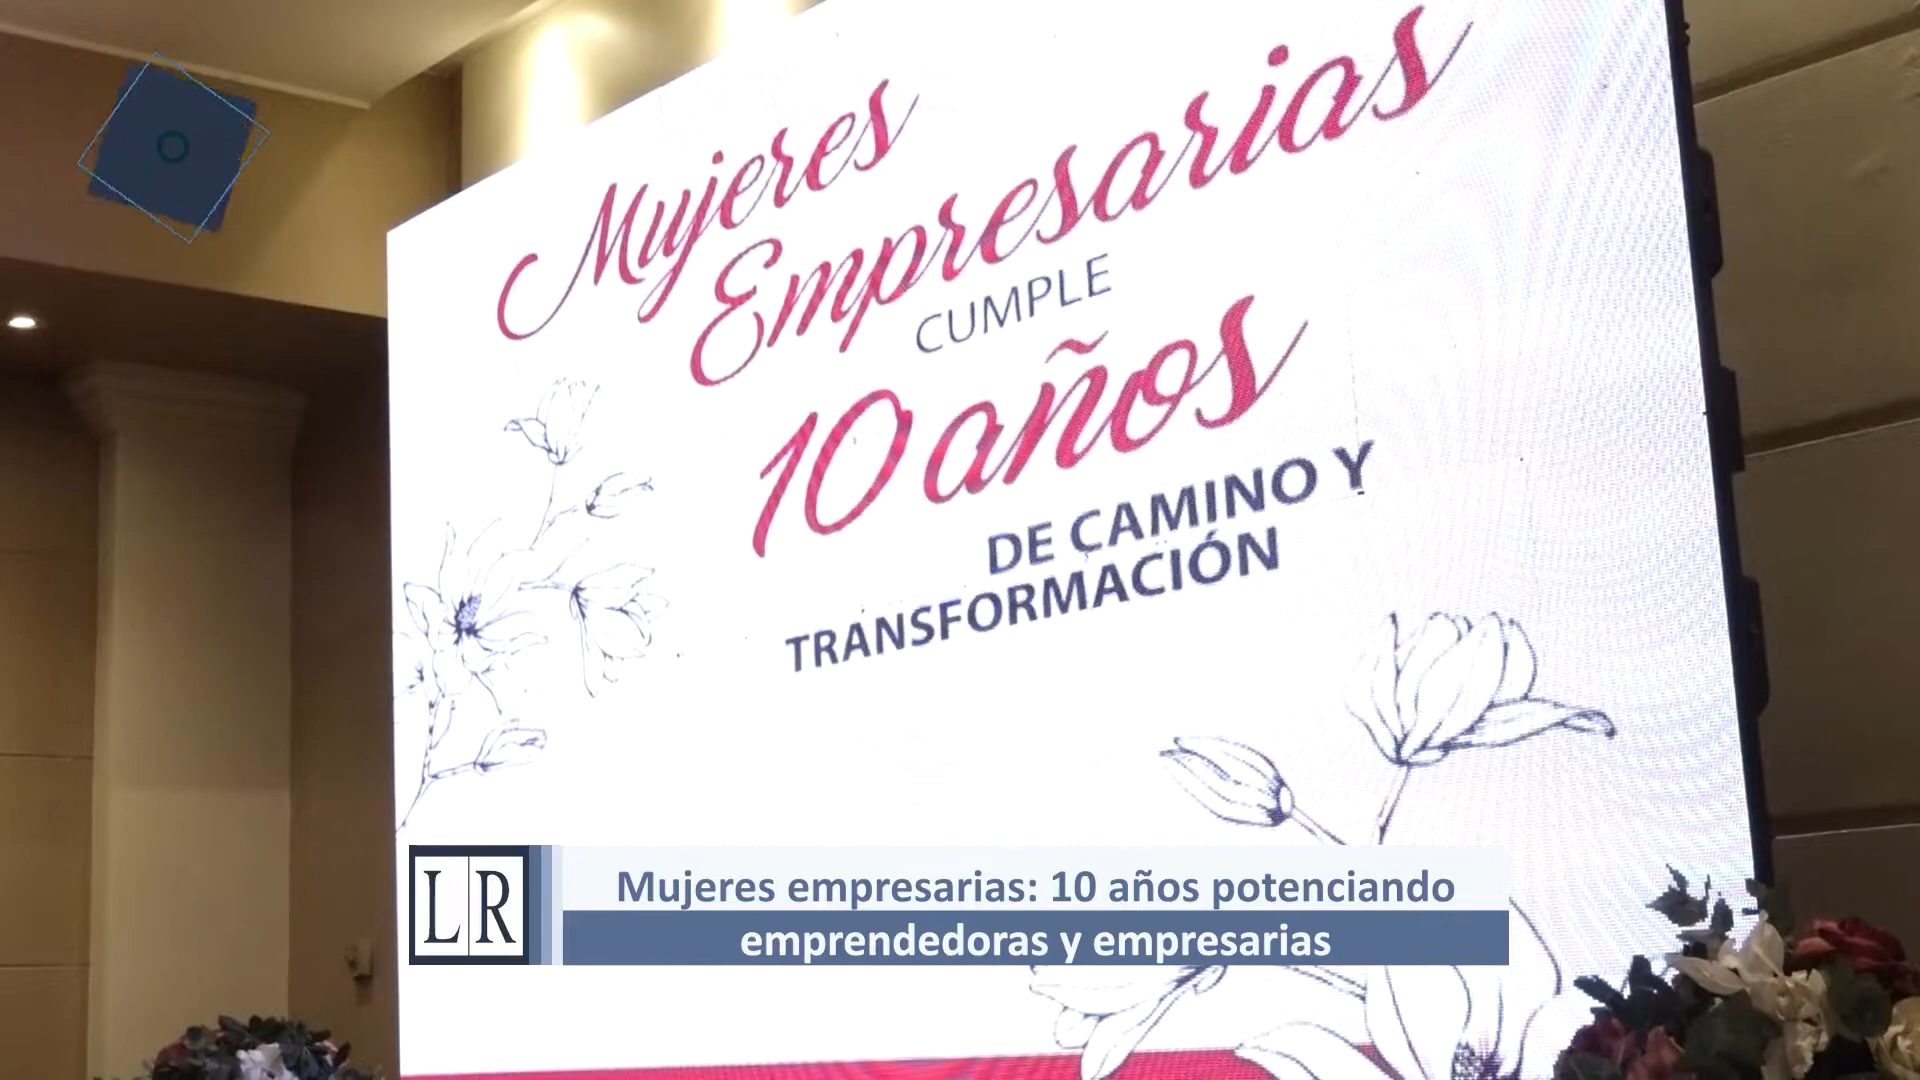 Mujeres
Empresarias
CUMPLE
10 años
DE CAMINO Y
TRANSFORMACIÓN
LR
Mujeres empresarias: 10 años potenciando
emprendedoras y empresarias